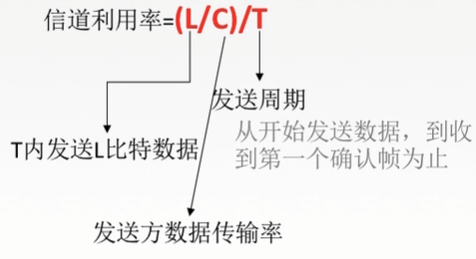 信道利用率=(L/C)/T
发送周期
从开始发送数据，到收
到第一个确认帧为止
T内发送L比特数据
发送方数据传输率